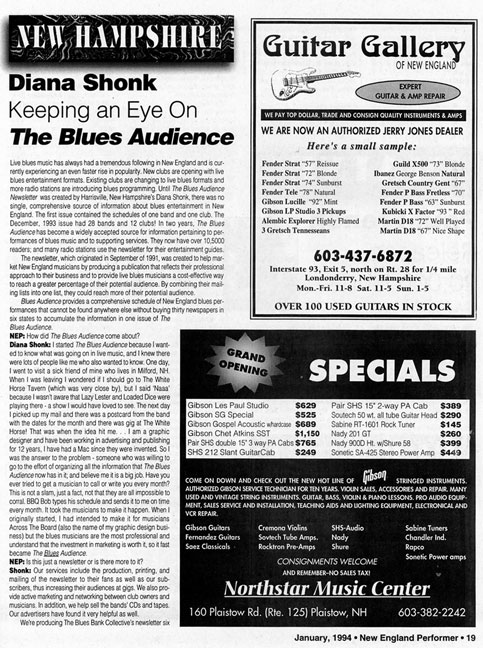 NEW HAMPSHIRE
Diana Shonk
Keeping an Eye On
The Blues Audience
Live blues music has always had a tremendous following in New England and is cur-
rently experiencing an even faster rise in popularity. New clubs are opening with live
blues entertainment formats. Existing clubs are changing to live blues formats and
more radio stations are introducing blues programming. Until The Blues Audience
Newsletter was created by Harrisville, New Hampshire's Diana Shonk, there was no
single, comprehensive source of information about blues entertainment in New
England. The first issue contained the schedules of one band and one club. The
December, 1993 issue had 28 bands and 12 clubs! In two years, The Blues
Audience has become a widely accepted source for information pertaining to per-
formances of blues music and to supporting services. They now have over 10,5000
readers; and many radio stations use the newsletter for their entertainment guides.
The newsletter, which originated in September of 1991, was created to help mar-
ket New England musicians by producing a publication that reflects their professional
approach to their business and to provide live blues musicians a cost-effective way
to reach a greater percentage of their potential audience. By combining their mail-
ing lists into one list, they could reach more of their potential audience.
Blues Audience provides a comprehensive schedule of New England blues per-
formances that cannot be found anywhere else without buying thirty newspapers in
six states to accumulate the information in one issue of The
Blues Audience.
NEP: How did The Blues Audience come about?
Diana Shonk: I started The Blues Audience because I want-
ed to know what was going on in live music, and I knew there
were lots of people like me who also wanted to know. One day,
I went to visit a sick friend of mine who lives in Milford, NH.
When I was leaving I wondered if I should go to The White
Horse Tavern (which was very close by), but I said 'Naaa'
because I wasn't aware that Lazy Lester and Loaded Dice were
playing there - a show I would have loved to see. The next day
I picked up my mail and there was a postcard from the band
with the dates for the month and there was gig at The White
Horse! That was when the idea hit me. . . I am a graphic
designer and have been working in advertising and publishing
for 12 years, I have had a Mac since they were invented. So I
was the answer to the problem - someone who was willing to
go to the effort of organizing all the information that The Blues
Audience now has in it; and believe me it is a big job. Have you
ever tried to get a musician to call or write you every month?
This is not a slam, just a fact, not that they are all impossible to
corral. BBQ Bob types his schedule and sends it to me on time
every month. It took the musicians to make it happen. When I
originally started, I had intended to make it for musicians
Across The Board (also the name of my graphic design busi-
ness) but the blues musicians are the most professional and
understand that the investment in marketing is worth it, so it fast
became The Blues Audience.
NEP: Is this just a newsletter or is there more to it?
Shonk: Our services include the production, printing, and
mailing of the newsletter to their fans as well as our sub-
scribers, thus increasing their audiences at gigs. We also pro-
vide active marketing and networking between club owners and
musicians. In addition, we help sell the bands' CDs and tapes.
Our advertisers have found it very helpful as well.
We're producing The Blues Bank Collective's newsletter six
Guitar Gallery
OF NEW ENGLAND
EXPERT
GUITAR & AMP REPAIR
WE PAY TOP DOLLAR, TRADE AND CONSIGN QUALITY INSTRUMENTS & AMPS
WE ARE NOW AN AUTHORIZED JERRY JONES DEALER
Here's a small sample:
Fender Strat "57" Reissue
Fender Strat "72" Blonde
Fender Strat "74" Sunburst
Fender Tele "78" Natural
Gibson Lucille "92" Mint
Gibson LP Studio 3 Pickups
Alembic Explorer Highly Flamed
3 Gretsch Tennesseans
Guild X500 "73" Blonde
Ibanez George Benson Natural
Gretsch Country Gent "67"
Fender P Bass Fretless "70"
Fender P Bass "63" Sunburst
Kubicki X Factor "93" Red
Martin D18 "72" Well Played
Martin D18 "67" Nice Shape
603-437-6872
Interstate 93, Exit 5, north on Rt. 28 for 1/4 mile
Londonderry, New Hampshire
Mon.-Fri. 11-8 Sat. 11-5 Sun. 1-5
OVER 100 USED GUITARS IN STOCK
GRAND
OPENING
SPECIALS
Gibson Les Paul Studio $629
Gibson SG Special $525
Gibson Gospel Acoustic w/hardcase $689
Gibson Chet Atkins SST $1,150
Pair SHS double 15" 3 way PA Cabs $765
SHS 212 Slant GuitarCab $249
Pair SHS 15" 2-way PA Cab $389
Soutech 50 wt. all tube Guitar Head $290
Sabine RT-1601 Rack Tuner $145
Nady 201 GT $260
Nady 900D Ht. w/Shure 58 $399
Sonetic SA-425 Stereo Power Amp $449
COME ON DOWN AND CHECK OUT THE NEW HOT LINE OF Gibson STRINGED INSTRUMENTS.
AUTHORIZED GIBSON SERVICE TECHNICIAN FOR TEN YEARS. VIOLIN SALES, ACCESSORIES AND REPAIR. MANY
USED AND VINTAGE STRING INSTRUMENTS. GUITAR, BASS, VIOLIN & PIANO LESSONS. PRO AUDIO EQUIP-
MENT, SALES SERVICE AND INSTALLATION, TEACHING AIDS AND LIGHTING EQUIPMENT, ELECTRONICAL AND
VCR REPAIR.
Gibson Guitars
Fernandez Guitars
Saez Classicals
Cremona Violins
Sovtech Tube Amps.
Rocktron Pre-Amps
SHS-Audio
Nady
Shure
Sabine Tuners
Chandler Ind.
Rapco
Sonetic Power amps
CONSIGNMENTS WELCOME
AND REMEMBER-NO SALES TAX!
Northstar Music Center
160 Plaistow Rd. (Rte. 125) Plaistow, NH 603-382-2242
January, 1994 • New England Performer • 19